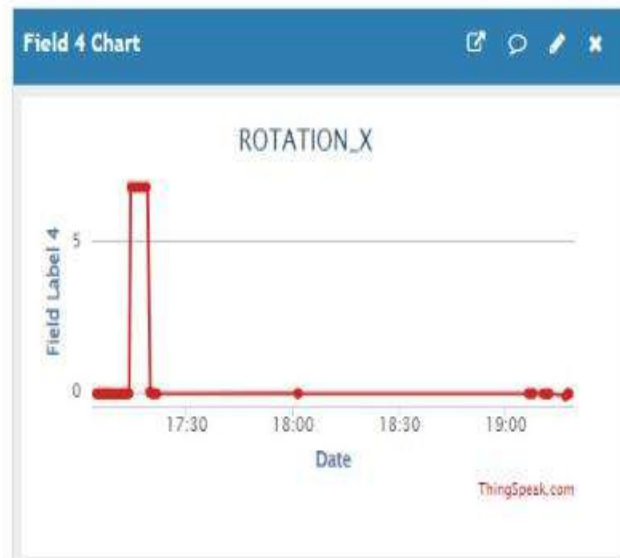 Field 4 Chart
ROTATION_X
Field Label 4
5
0
17:30
18:00
18:30
19:00
Date
ThingSpeak.com